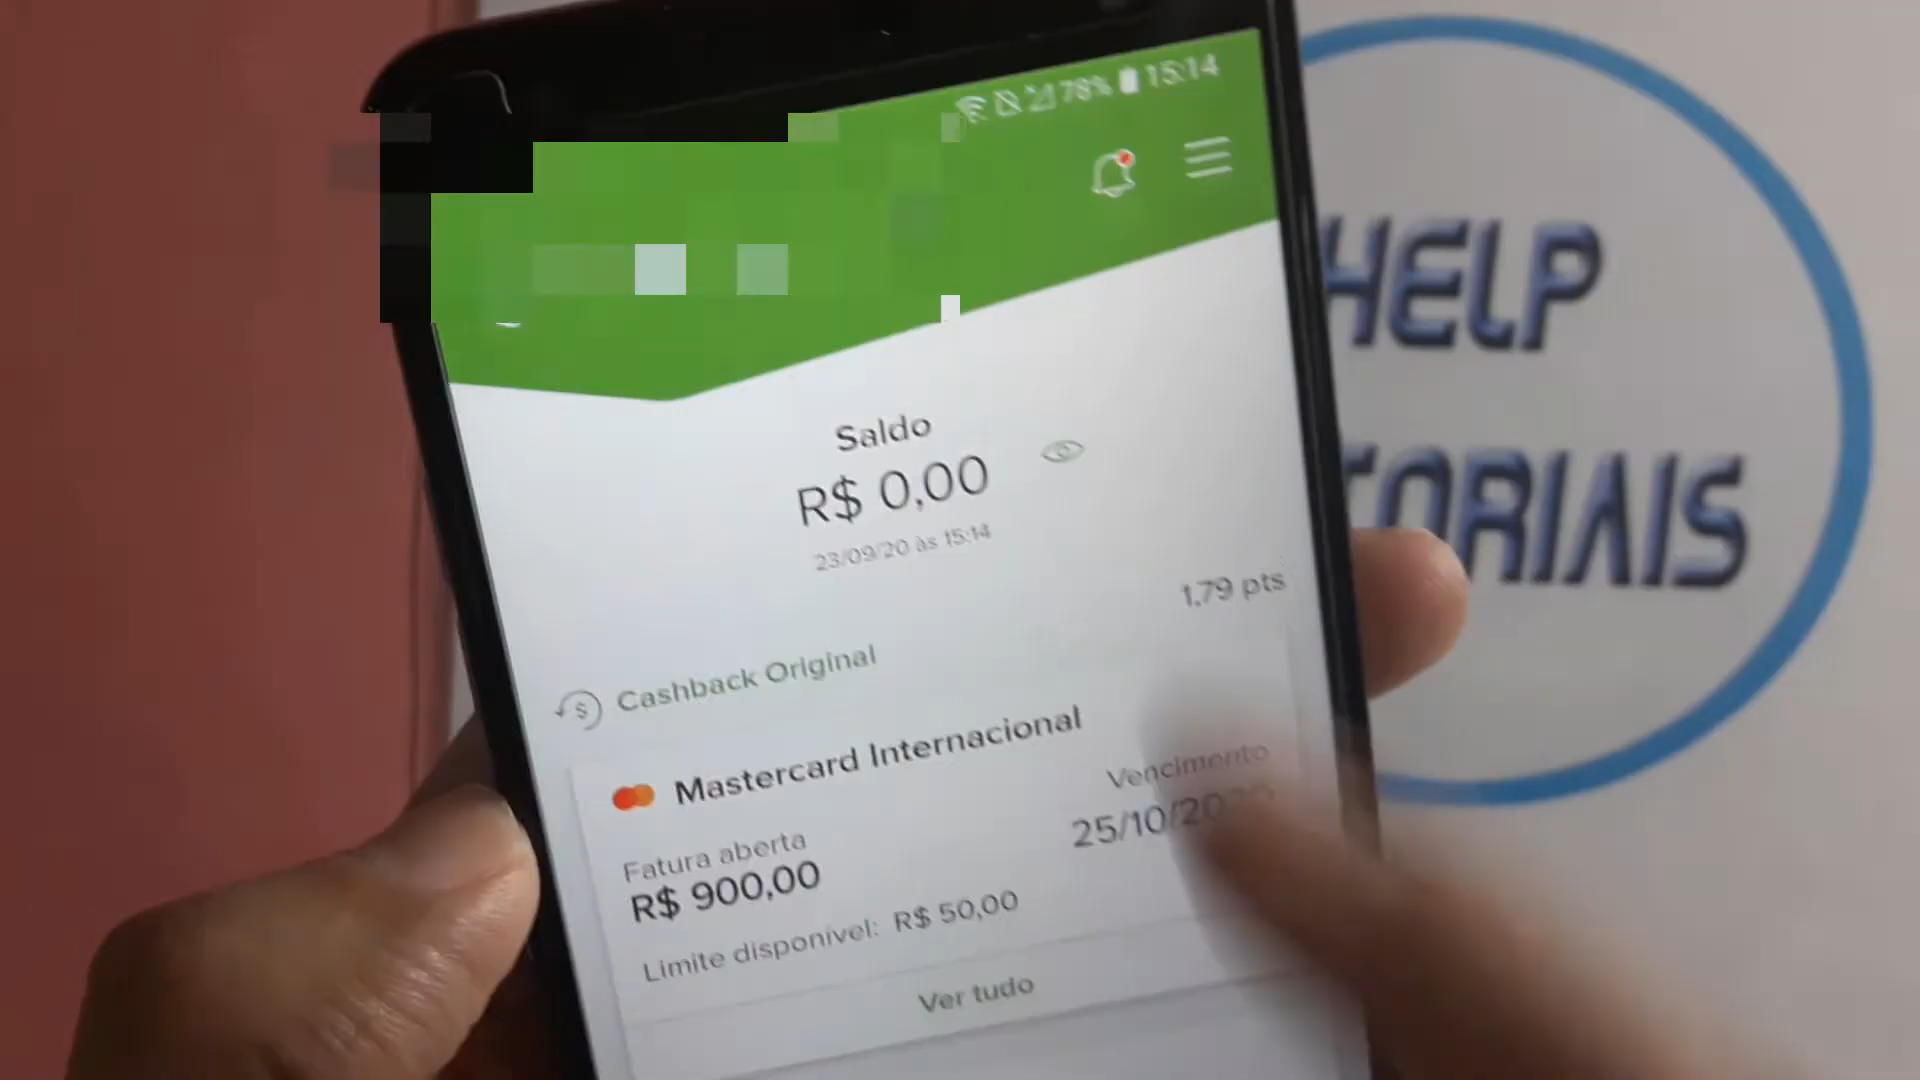 78% 15:14
HELP
TORIAIS
Saldo
R$ 0,00
23/09/20 às 15:14
1,79 pts
Cashback Original
Mastercard Internacional
Vencimento
Fatura aberta
25/10/20
R$ 900,00
Limite disponível: R$ 50,00
Ver tudo